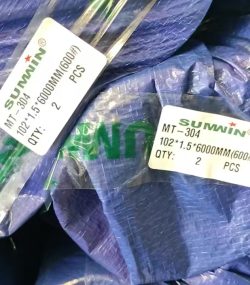 SUMWIN
MT-304
102*1.5*6000MM(600#)
QTY: 2 PCS
SUMWIN
MT-304
102*1.5*6000MM(600
QTY: 2 PCS